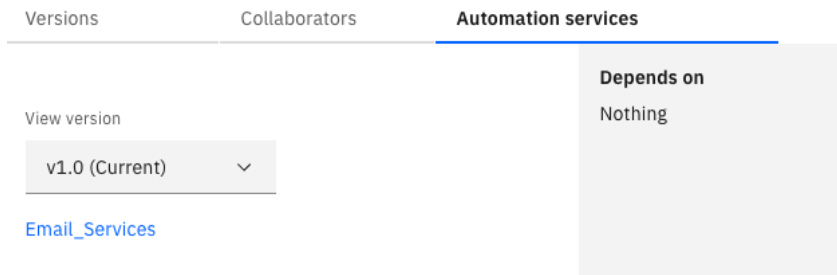 Versions
Collaborators
Automation services
Depends on
Nothing
View version
v1.0 (Current)
Email_Services